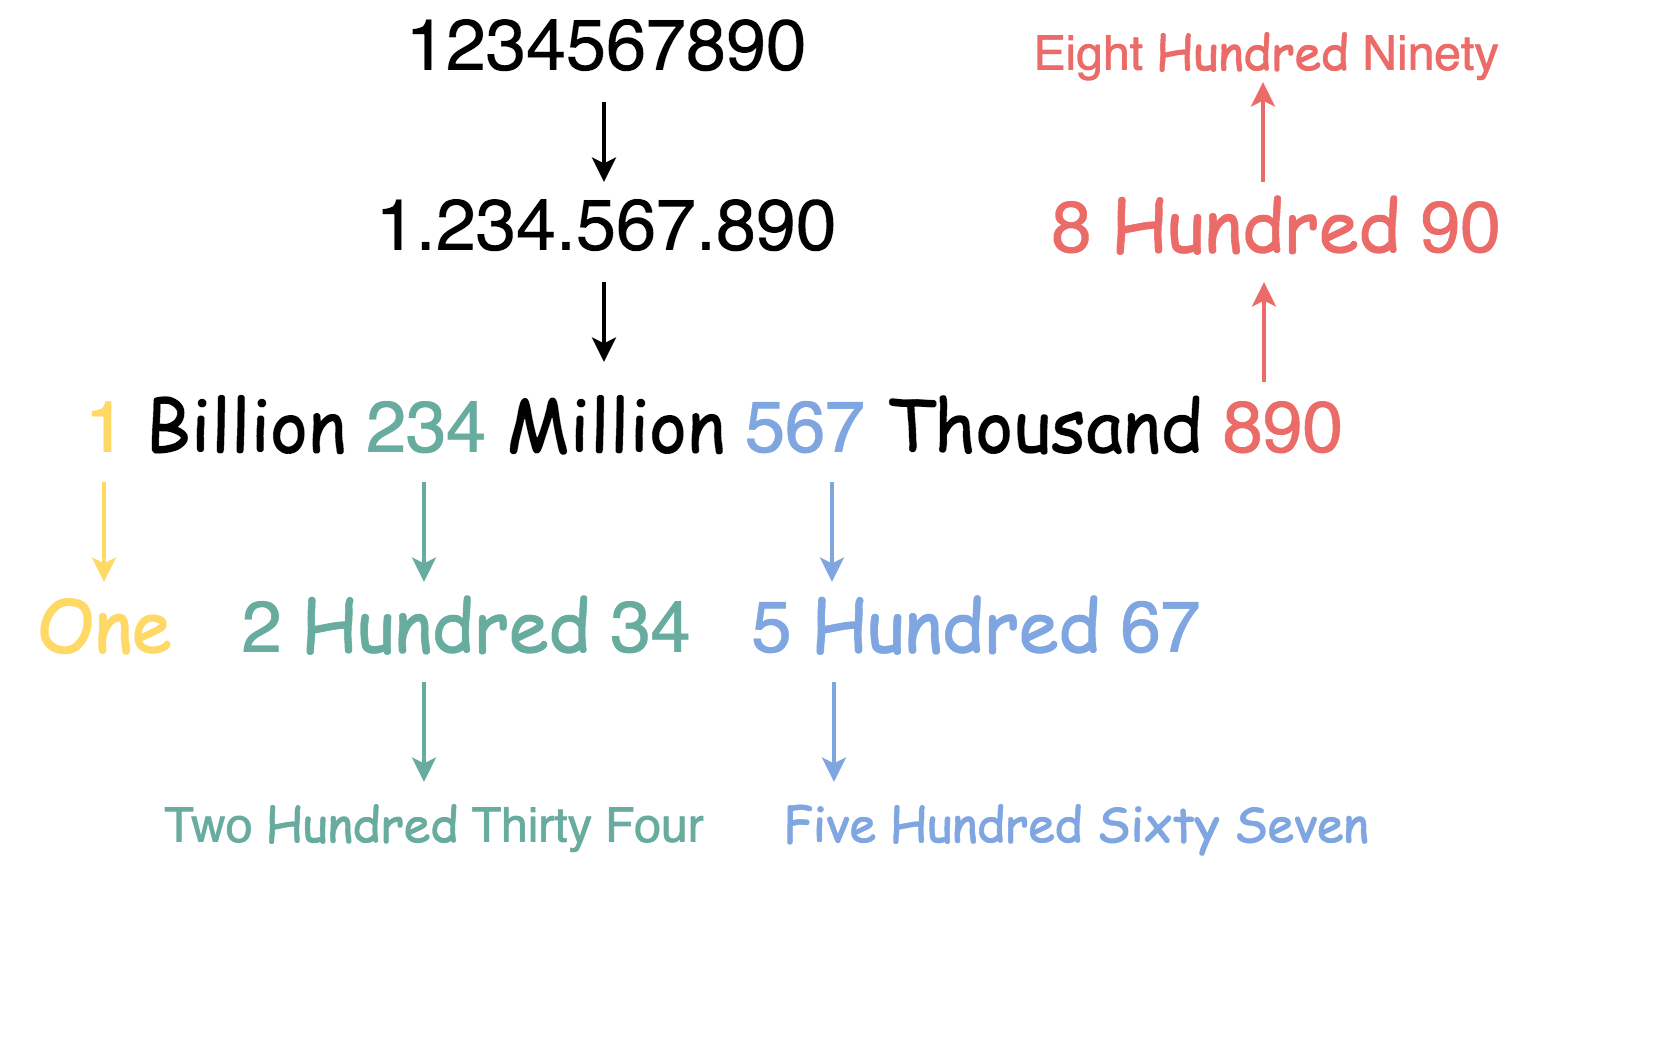 1234567890
Eight Hundred Ninety
1.234.567.890
8 Hundred 90
1 Billion 234 Million 567 Thousand 890
One
2 Hundred 34
5 Hundred 67
Two Hundred Thirty Four
Five Hundred Sixty Seven